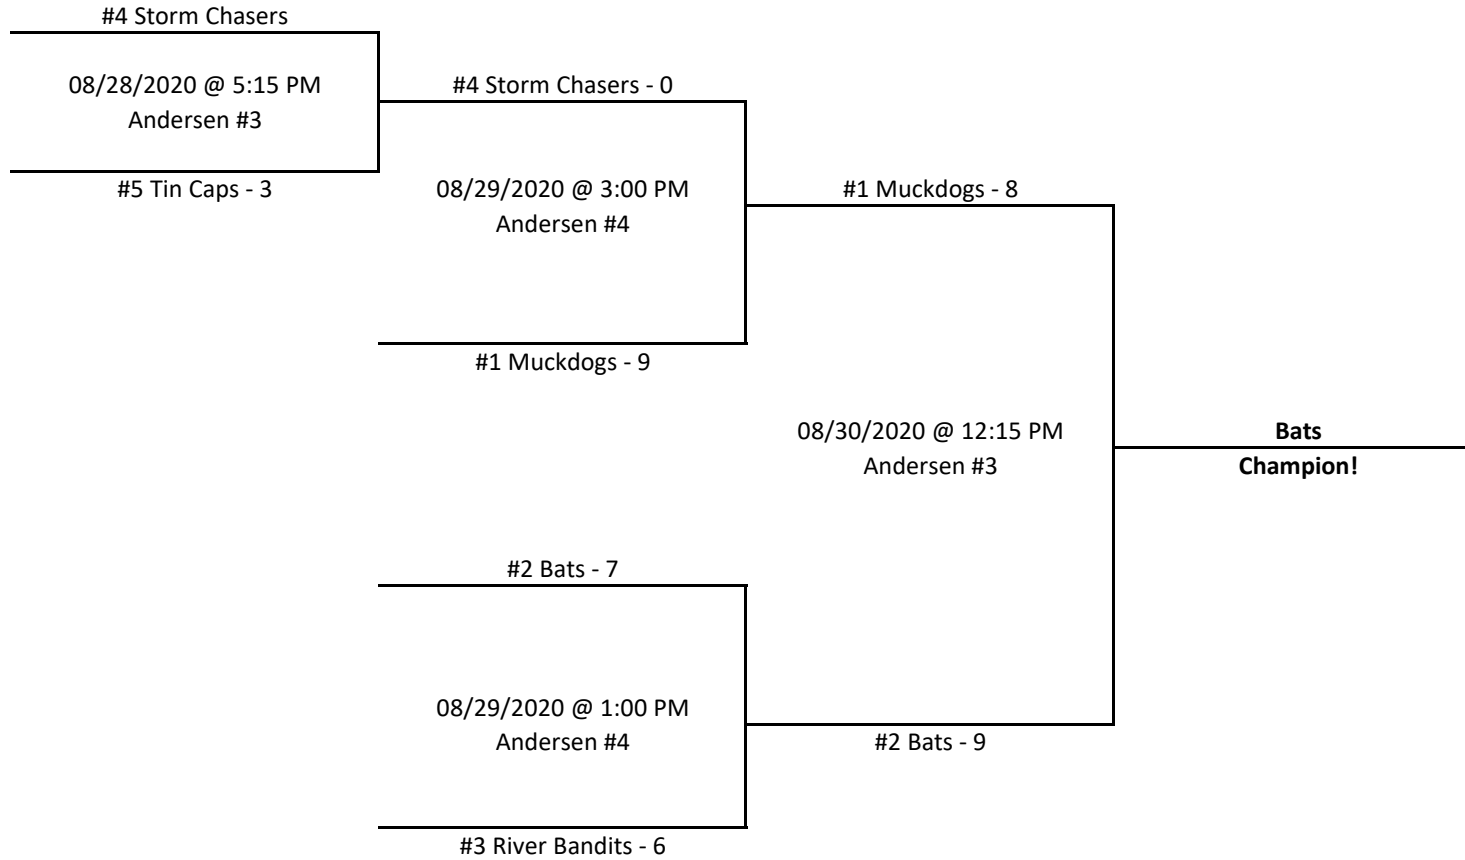 #4 Storm Chasers
08/28/2020 @ 5:15 PM
Andersen #3
#5 Tin Caps - 3
#4 Storm Chasers - 0
08/29/2020 @ 3:00 PM
Andersen #4
#1 Muckdogs - 9
#1 Muckdogs - 8
08/30/2020 @ 12:15 PM
Andersen #3
Bats
Champion!
#2 Bats - 7
08/29/2020 @ 1:00 PM
Andersen #4
#3 River Bandits - 6
#2 Bats - 9